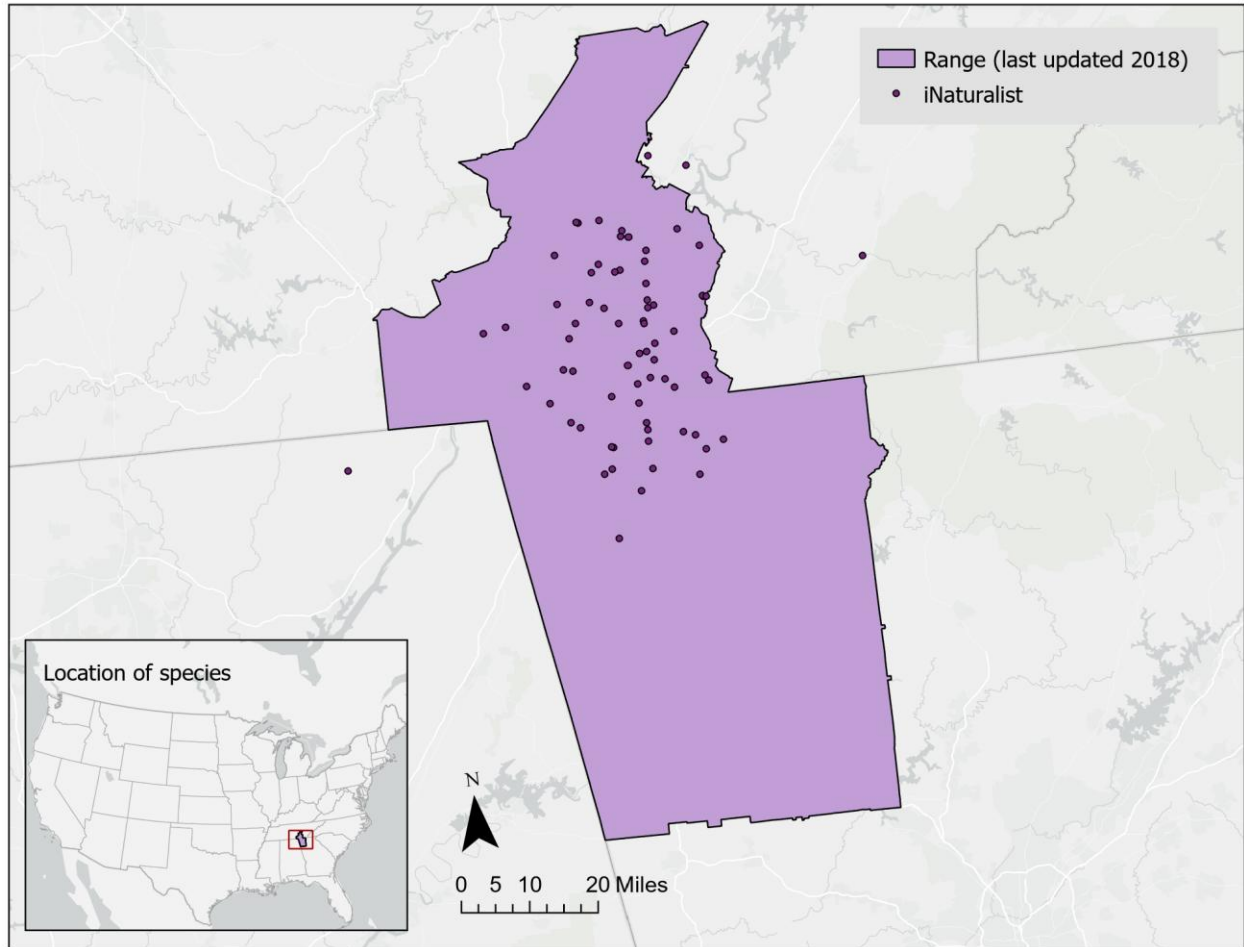 Range (last updated 2018)
iNaturalist
Location of species
N
0 5 10 20 Miles